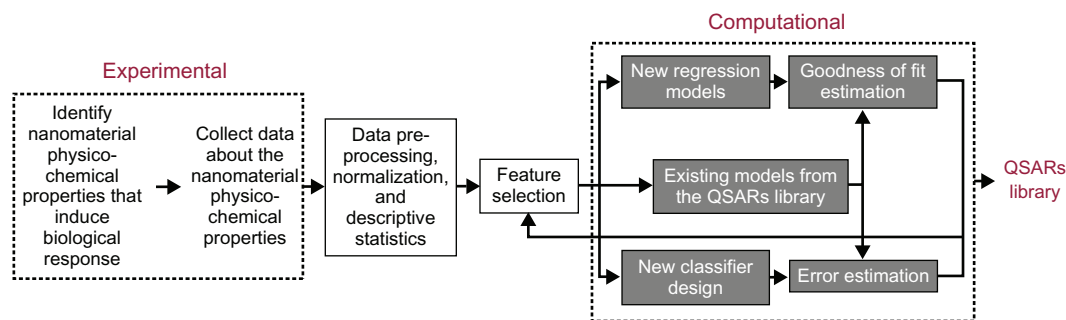 Experimental
Identify
nanomaterial
physico-
chemical
properties that
induce
biological
response
Collect data
about the
nanomaterial
physico-
chemical
properties
Data pre-
processing,
normalization,
and
descriptive
statistics
Feature
selection
Computational
New regression
models
Goodness of fit
estimation
Existing models from
the QSARs library
New classifier
design
Error estimation
QSARs
library